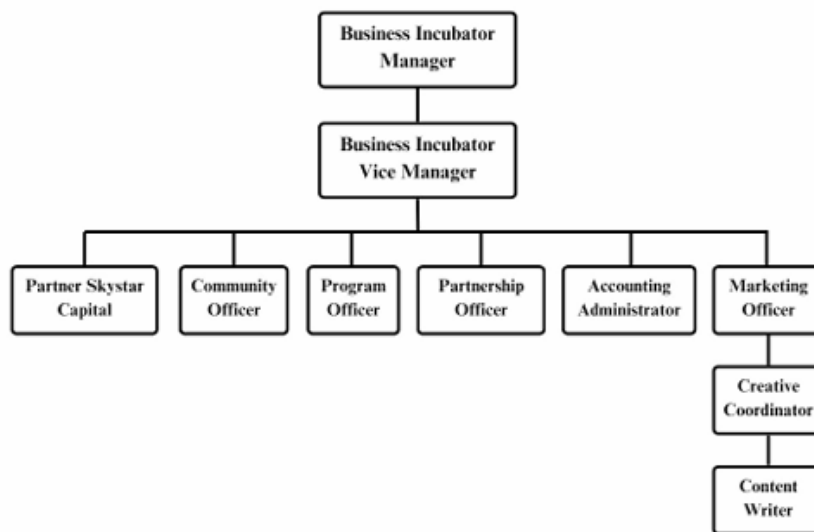 Business Incubator
Manager
Business Incubator
Vice Manager
Partner Skystar
Capital
Community
Officer
Program
Officer
Partnership
Officer
Accounting
Administrator
Marketing
Officer
Creative
Coordinator
Content
Writer